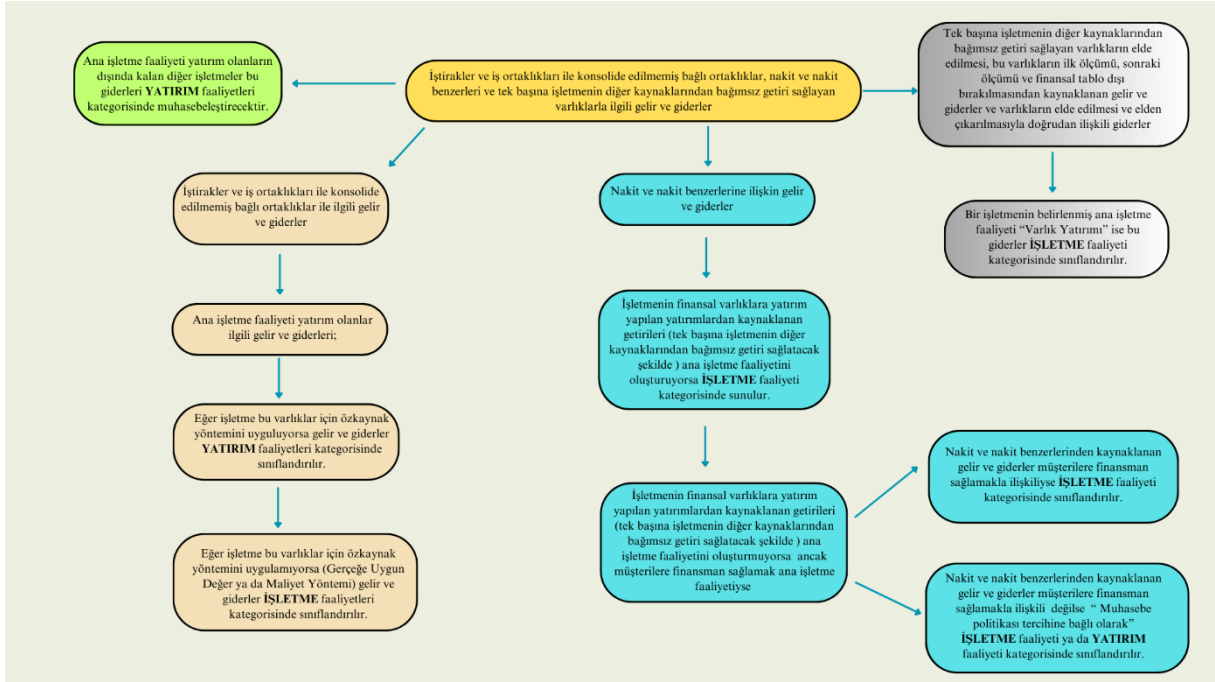 Ana işletme faaliyeti yatırım olanların
dışında kalan diğer işletmeler bu
giderleri YATIRIM faaliyetleri
kategorisinde muhasebeleştirecektir.
İştirakler ve iş ortaklıkları ile konsolide edilmemiş bağlı ortaklıklar, nakit ve nakit
benzerleri ve tek başına işletmenin diğer kaynaklarından bağımsız getiri sağlayan
varlıklarla ilgili gelir ve giderler
Tek başına işletmenin diğer kaynaklarından
bağımsız getiri sağlayan varlıkların elde
edilmesi, bu varlıkların ilk ölçümü, sonraki
ölçümü ve finansal tablo dışı
bırakılmasından kaynaklanan gelir ve
giderler ve varlıkların elde edilmesi ve elden
çıkarılmasıyla doğrudan ilişkili giderler
İştirakler ve iş ortaklıkları ile konsolide
edilmemiş bağlı ortaklıklar ile ilgili gelir
ve giderler
Nakit ve nakit benzerlerine ilişkin gelir
ve giderler
Bir işletmenin belirlenmiş ana işletme
faaliyeti “Varlık Yatırımı” ise bu
giderler İŞLETME faaliyeti
kategorisinde sınıflandırılır.
Ana işletme faaliyeti yatırım olanlar
ilgili gelir ve giderleri;
İşletmenin finansal varlıklara yatırım
yapılan yatırımlardan kaynaklanan
getirileri (tek başına işletmenin diğer
kaynaklarından bağımsız getiri sağlatacak
şekilde ) ana işletme faaliyetini
oluşturuyorsa İŞLETME faaliyeti
kategorisinde sunulur.
Eğer işletme bu varlıklar için özkaynak
yöntemini uyguluyorsa gelir ve giderler
YATIRIM faaliyetleri kategorisinde
sınıflandırılır.
İşletmenin finansal varlıklara yatırım
yapılan yatırımlardan kaynaklanan getirileri
(tek başına işletmenin diğer kaynaklarından
bağımsız getiri sağlatacak şekilde ) ana
işletme faaliyetini oluşturmuyorsa ancak
müşterilere finansman sağlamak ana işletme
faaliyetiyse
Nakit ve nakit benzerlerinden kaynaklanan
gelir ve giderler müşterilere finansman
sağlamakla ilişkiliyse İŞLETME faaliyeti
kategorisinde sınıflandırılır.
Eğer işletme bu varlıklar için özkaynak
yöntemini uygulamıyorsa (Gerçeğe Uygun
Değer ya da Maliyet Yöntemi) gelir ve
giderler İŞLETME faaliyetleri
kategorisinde sınıflandırılır.
Nakit ve nakit benzerlerinden kaynaklanan
gelir ve giderler müşterilere finansman
sağlamakla ilişkili değilse “ Muhasebe
politikası tercihine bağlı olarak”
İŞLETME faaliyeti ya da YATIRIM
faaliyeti kategorisinde sınıflandırılır.